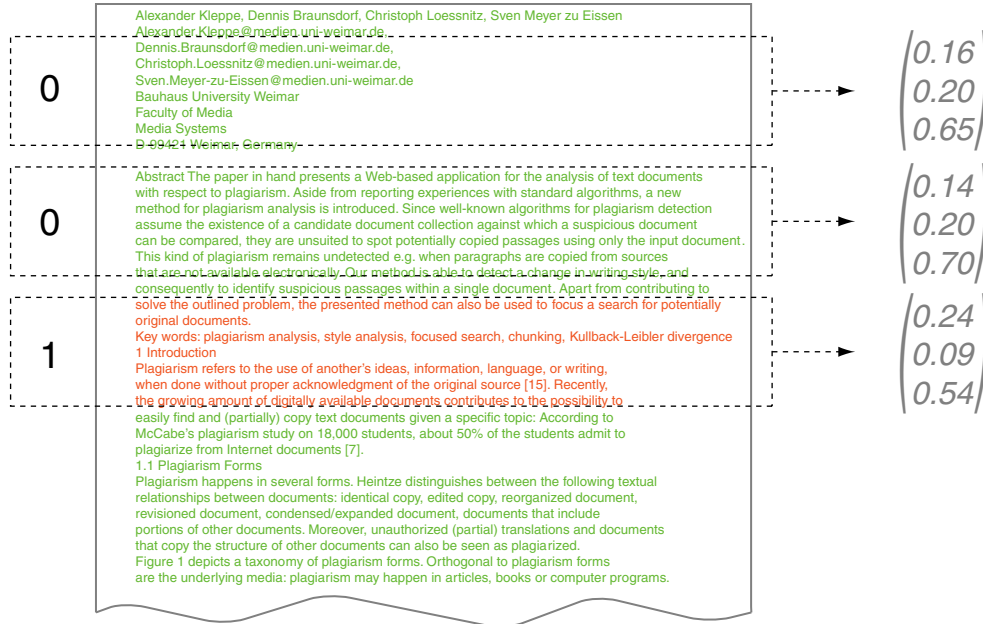 Alexander Kleppe, Dennis Braunsdorf, Christoph Loessnitz, Sven Meyer zu Eissen
Alexander.Kleppe@medien.uni-weimar.de,
Dennis.Braunsdorf@medien.uni-weimar.de,
Christoph.Loessnitz@medien.uni-weimar.de,
Sven.Meyer-zu-Eissen@medien.uni-weimar.de
Bauhaus University Weimar
Faculty of Media
Media Systems
D-99421 Weimar, Germany
0
0.16
0.20
0.65
Abstract The paper in hand presents a Web-based application for the analysis of text documents
with respect to plagiarism. Aside from reporting experiences with standard algorithms, a new
method for plagiarism analysis is introduced. Since well-known algorithms for plagiarism detection
assume the existence of a candidate document collection against which a suspicious document
can be compared, they are unsuited to spot potentially copied passages using only the input document.
This kind of plagiarism remains undetected e.g. when paragraphs are copied from sources
that are not available electronically. Our method is able to detect a change in writing style, and
consequently to identify suspicious passages within a single document. Apart from contributing to
0
0.14
0.20
0.70
solve the outlined problem, the presented method can also be used to focus a search for potentially
original documents.
Key words: plagiarism analysis, style analysis, focused search, chunking, Kullback-Leibler divergence
1 Introduction
Plagiarism refers to the use of another's ideas, information, language, or writing,
when done without proper acknowledgment of the original source [15]. Recently,
the growing amount of digitally available documents contributes to the possibility to
1
0.24
0.09
0.54
easily find and (partially) copy text documents given a specific topic: According to
McCabe's plagiarism study on 18,000 students, about 50% of the students admit to
plagiarize from Internet documents [7].
1.1 Plagiarism Forms
Plagiarism happens in several forms. Heintze distinguishes between the following textual
relationships between documents: identical copy, edited copy, reorganized document,
revisioned document, condensed/expanded document, documents that include
portions of other documents. Moreover, unauthorized (partial) translations and documents
that copy the structure of other documents can also be seen as plagiarized.
Figure 1 depicts a taxonomy of plagiarism forms. Orthogonal to plagiarism forms
are the underlying media: plagiarism may happen in articles, books or computer programs.